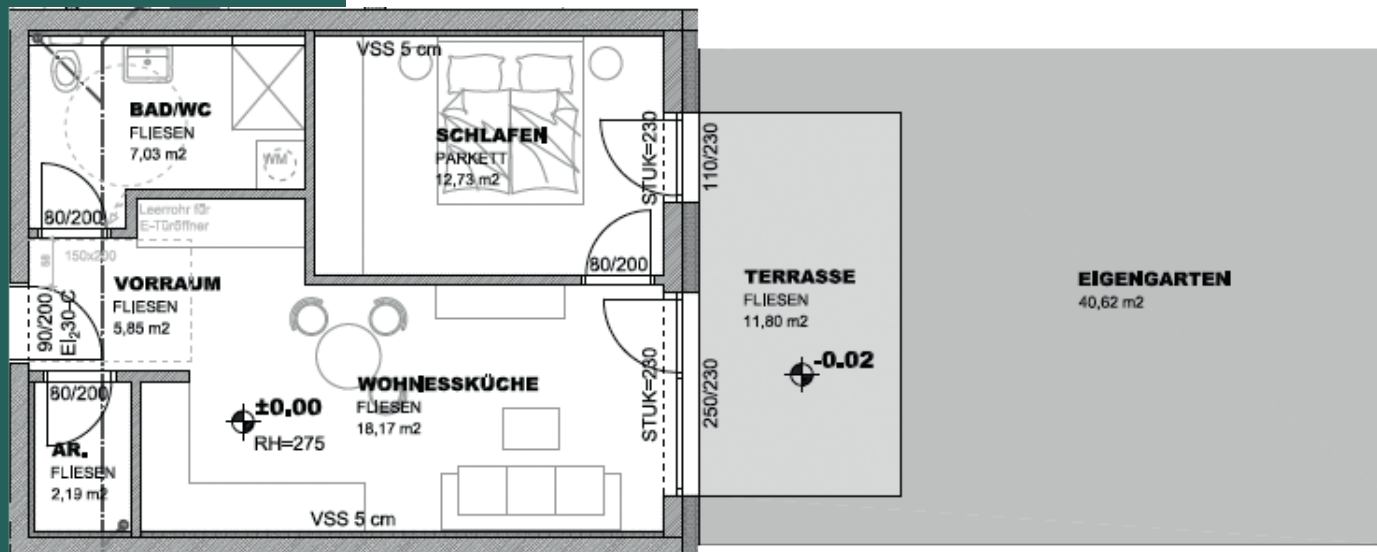 VSS 5 cm
BAD/WC
FLIESEN
7,03 m2
WM
80/200
Leerrohr für
E-Türöffner
SCHLAFEN
PARKETT
12,73 m2
STUK=230
110/230
80/200
68
150x200
VORRAUM
FLIESEN
5,85 m2
90/200
EI₂30-C
80/200
AR.
FLIESEN
2,19 m2
±0.00
RH=275
WOHNESSKÜCHE
FLIESEN
18,17 m2
VSS 5 cm
STUK=230
250/230
TERRASSE
FLIESEN
11,80 m2
-0.02
EIGENGARTEN
40,62 m2